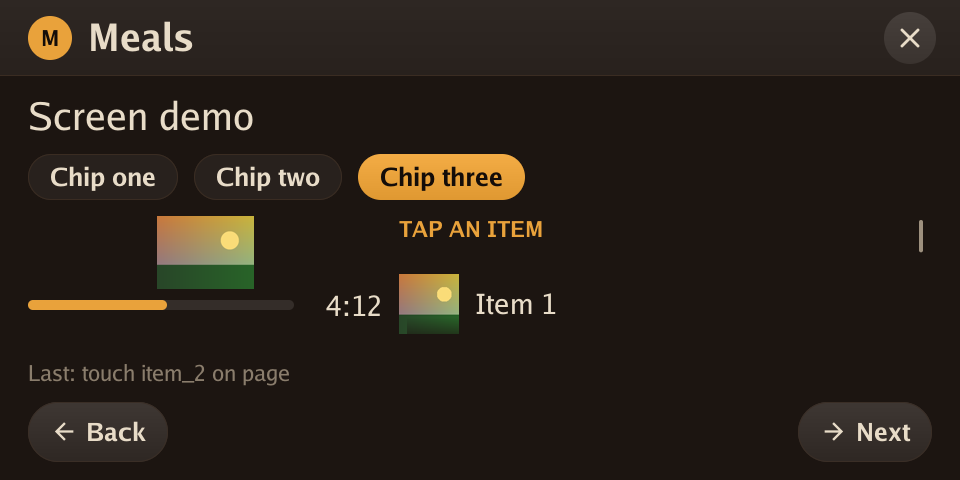 M Meals
Screen demo
Chip one Chip two Chip three
TAP AN ITEM
4:12 Item 1
Last: touch item_2 on page
Back Next